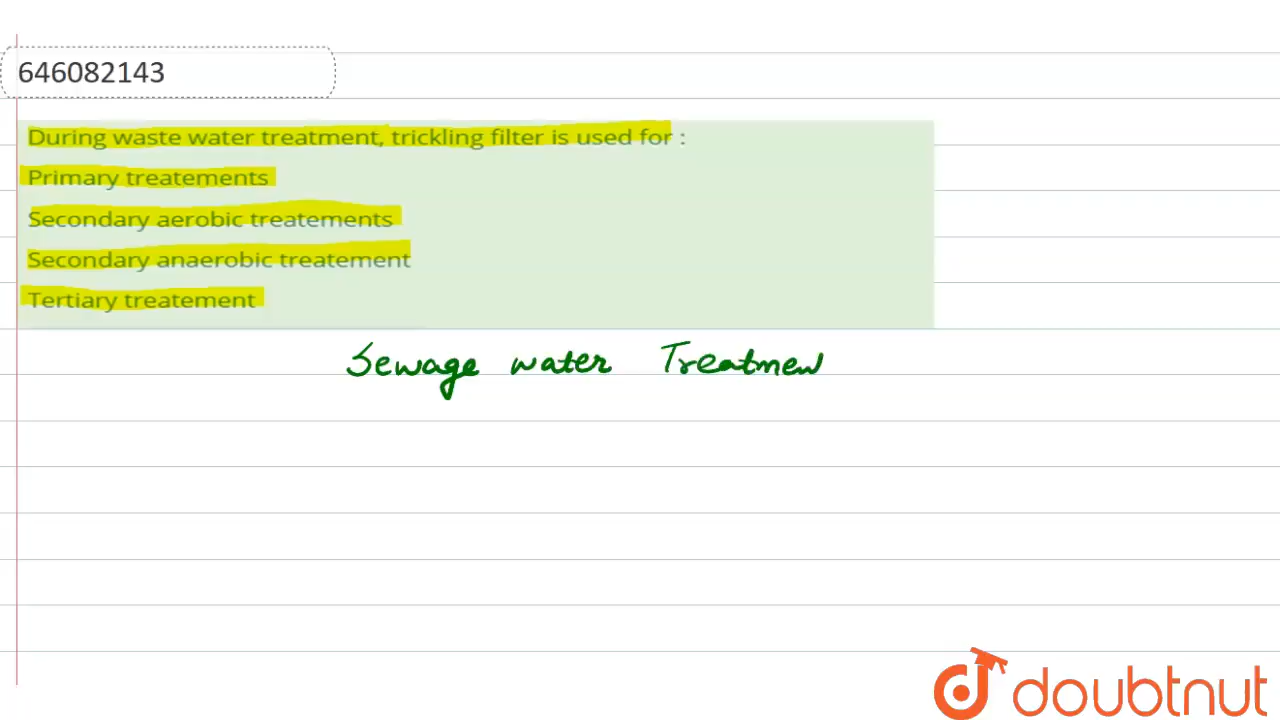 646082143
During waste water treatment, trickling filter is used for :
Primary treatements
Secondary aerobic treatements
Secondary anaerobic treatement
Tertiary treatement
Sewage water Treatmen
doubtnut